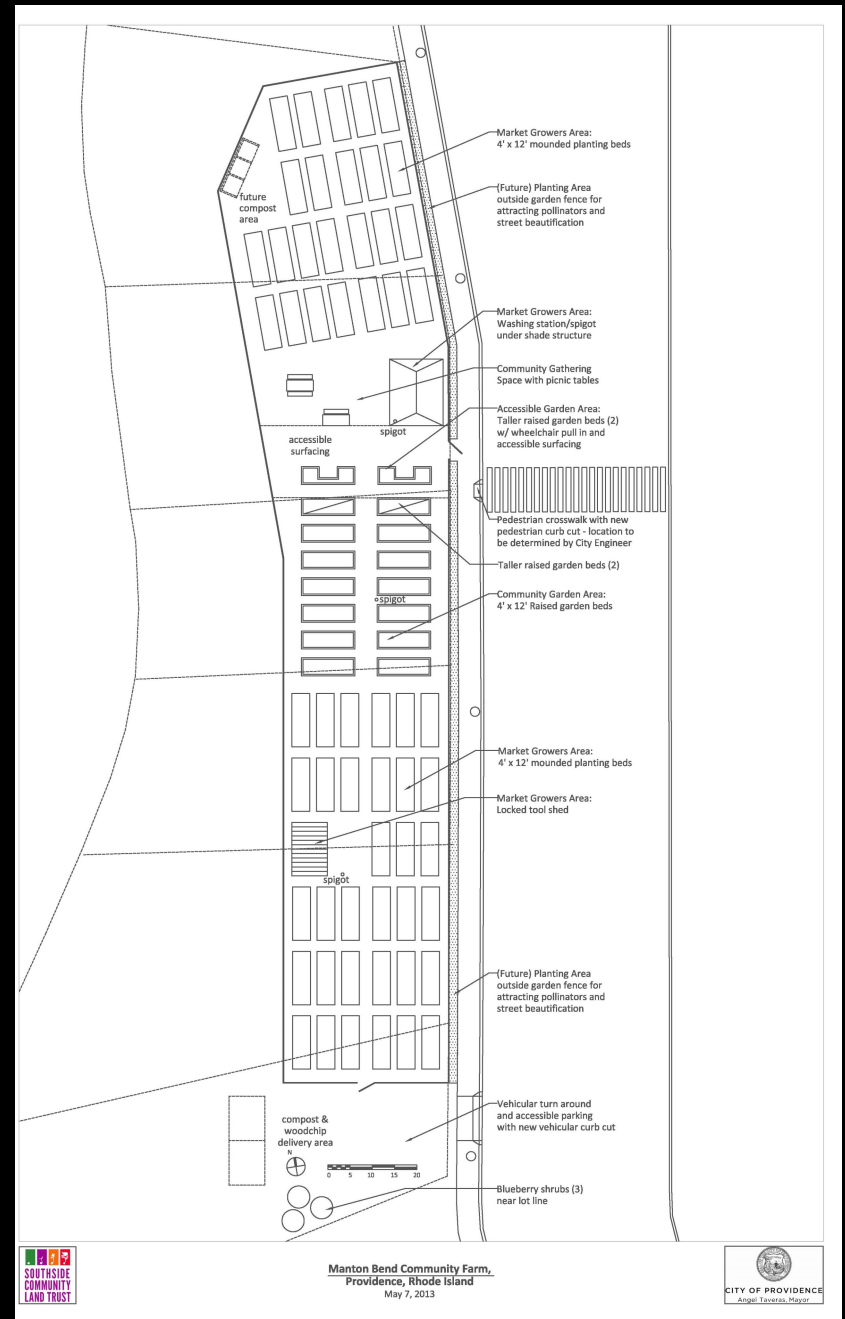 Market Growers Area:
4' x 12' mounded planting beds
(Future) Planting Area
outside garden fence for
attracting pollinators and
street beautification
future
compost
area
Market Growers Area:
Washing station/spigot
under shade structure
Community Gathering
Space with picnic tables
Accessible Garden Area:
Taller raised garden beds (2)
w/ wheelchair pull in and
accessible surfacing
spigot
accessible
surfacing
Pedestrian crosswalk with new
pedestrian curb cut - location to
be determined by City Engineer
Taller raised garden beds (2)
Community Garden Area:
4' x 12' Raised garden beds
spigot
Market Growers Area:
4' x 12' mounded planting beds
Market Growers Area:
Locked tool shed
spigot
(Future) Planting Area
outside garden fence for
attracting pollinators and
street beautification
Vehicular turn around
and accessible parking
with new vehicular curb cut
compost &
woodchip
delivery area
N
0 5 10 15 20
Blueberry shrubs (3)
near lot line
SOUTHSIDE
COMMUNITY
LAND TRUST
Manton Bend Community Farm,
Providence, Rhode Island
May 7, 2013
CITY OF PROVIDENCE
Angel Taveras, Mayor